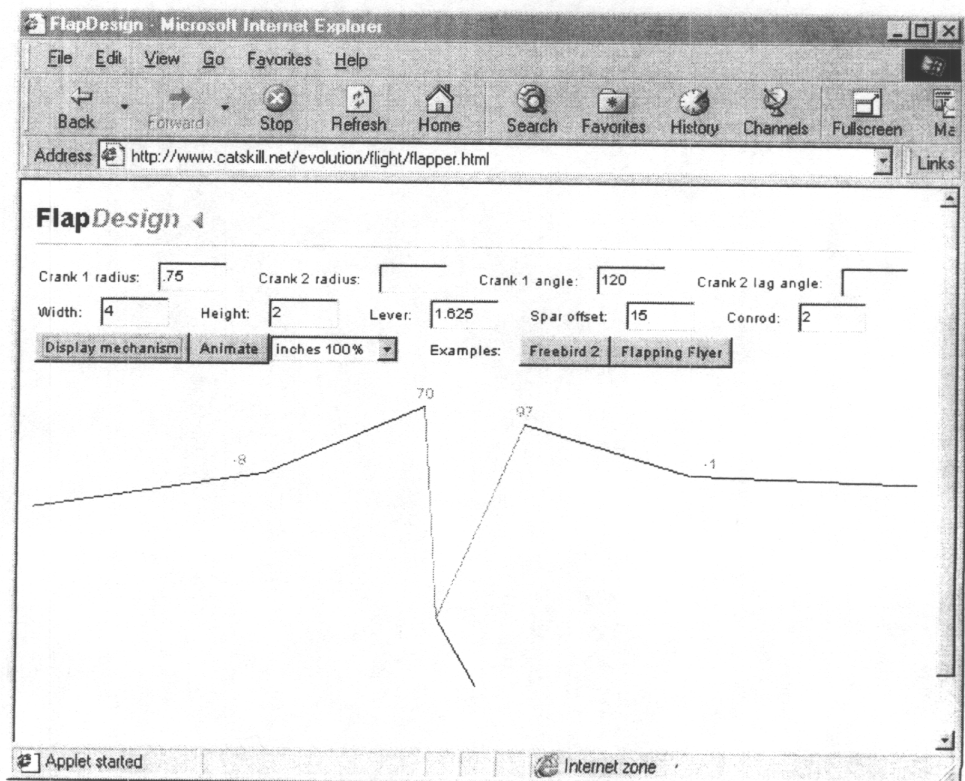 FlapDesign - Microsoft Internet Explorer
File Edit View Go Favorites Help
Back Forward Stop Refresh Home Search Favorites History Channels Fullscreen Ma
Address http://www.catskill.net/evolution/flight/flapper.html Links
FlapDesign
Crank 1 radius: .75 Crank 2 radius: Crank 1 angle: 120 Crank 2 lag angle:
Width: 4 Height: 2 Lever: 1.625 Spar offset: 15 Conrod: 2
Display mechanism Animate inches 100% Examples: Freebird 2 Flapping Flyer
70
97
-8
-1
Applet started Internet zone